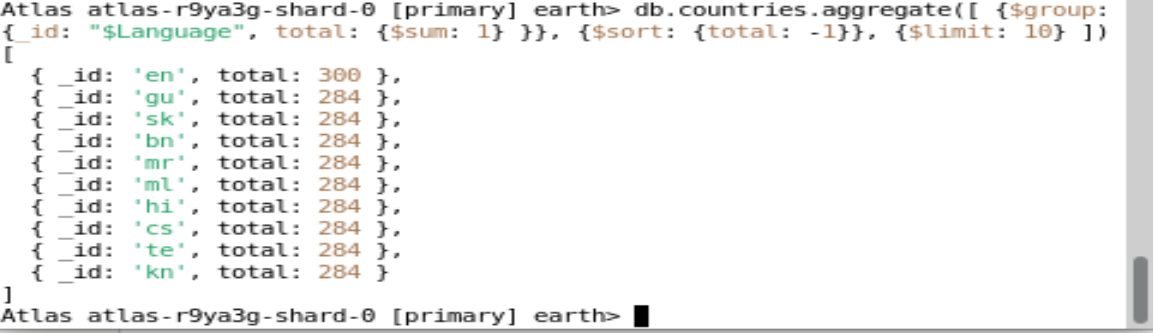 Atlas atlas-r9ya3g-shard-0 [primary] earth> db.countries.aggregate([ {$group:
{_id: "$Language", total: {$sum: 1} }}, {$sort: {total: -1}}, {$limit: 10} ])
[
  { _id: 'en', total: 300 },
  { _id: 'gu', total: 284 },
  { _id: 'sk', total: 284 },
  { _id: 'bn', total: 284 },
  { _id: 'mr', total: 284 },
  { _id: 'ml', total: 284 },
  { _id: 'hi', total: 284 },
  { _id: 'cs', total: 284 },
  { _id: 'te', total: 284 },
  { _id: 'kn', total: 284 }
]
Atlas atlas-r9ya3g-shard-0 [primary] earth>